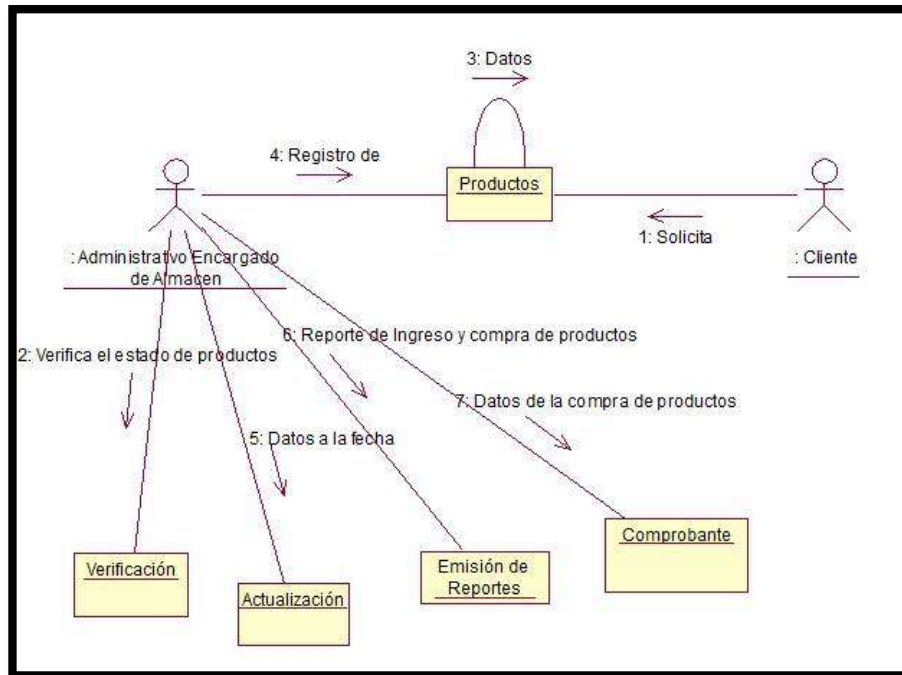 3: Datos
4: Registro de
Productos
1: Solicita
: Administrativo Encargado
de Almacen
: Cliente
6: Reporte de Ingreso y compra de productos
2: Verifica el estado de productos
7: Datos de la compra de productos
5: Datos a la fecha
Comprobante
Verificación
Emisión de
Reportes
Actualización